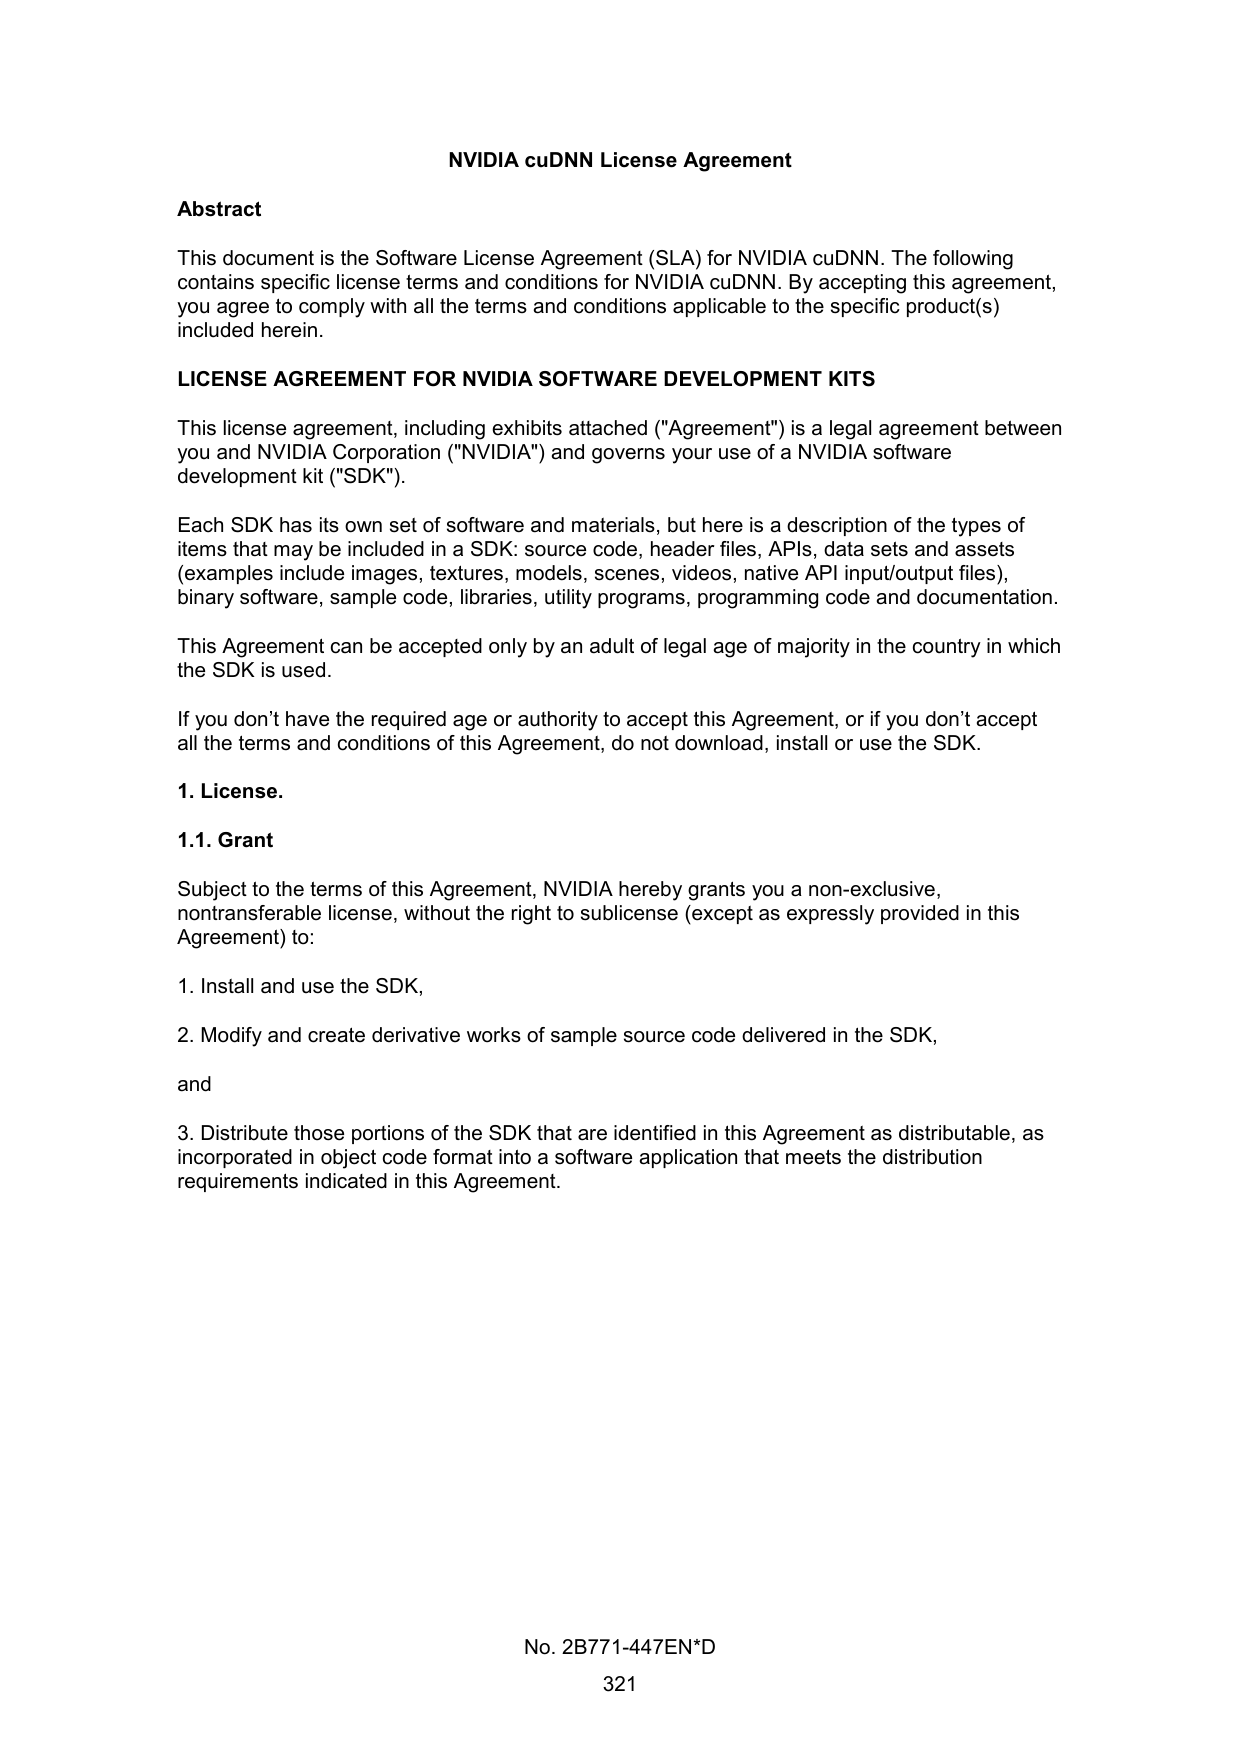 NVIDIA cuDNN License Agreement
Abstract
This document is the Software License Agreement (SLA) for NVIDIA cuDNN. The following
contains specific license terms and conditions for NVIDIA cuDNN. By accepting this agreement,
you agree to comply with all the terms and conditions applicable to the specific product(s)
included herein.
LICENSE AGREEMENT FOR NVIDIA SOFTWARE DEVELOPMENT KITS
This license agreement, including exhibits attached ("Agreement") is a legal agreement between
you and NVIDIA Corporation ("NVIDIA") and governs your use of a NVIDIA software
development kit ("SDK").
Each SDK has its own set of software and materials, but here is a description of the types of
items that may be included in a SDK: source code, header files, APIs, data sets and assets
(examples include images, textures, models, scenes, videos, native API input/output files),
binary software, sample code, libraries, utility programs, programming code and documentation.
This Agreement can be accepted only by an adult of legal age of majority in the country in which
the SDK is used.
If you don’t have the required age or authority to accept this Agreement, or if you don’t accept
all the terms and conditions of this Agreement, do not download, install or use the SDK.
1. License.
1.1. Grant
Subject to the terms of this Agreement, NVIDIA hereby grants you a non-exclusive,
nontransferable license, without the right to sublicense (except as expressly provided in this
Agreement) to:
1. Install and use the SDK,
2. Modify and create derivative works of sample source code delivered in the SDK,
and
3. Distribute those portions of the SDK that are identified in this Agreement as distributable, as
incorporated in object code format into a software application that meets the distribution
requirements indicated in this Agreement.
No. 2B771-447EN*D
321